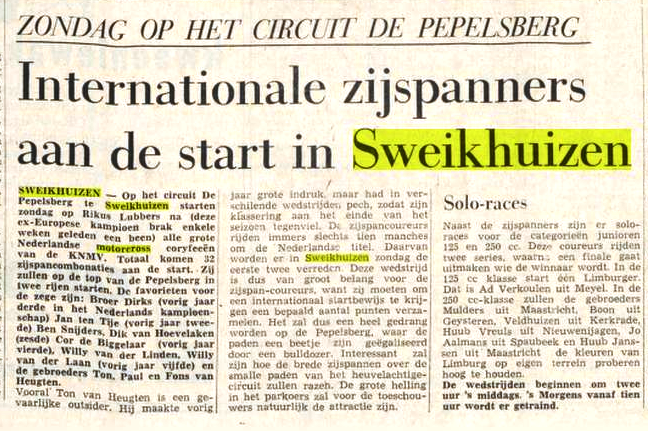 ZONDAG OP HET CIRCUIT DE PEPELSBERG
Internationale zijspanners
aan de start in Sweikhuizen
SWEIKHUIZEN — Op het circuit De
Pepelsberg te Sweikhuizen starten
zondag op Rikus Lubbers na (deze
ex-Europese kampioen brak enkele
weken geleden een been) alle grote
Nederlandse motorcross coryfeeën
van de KNMV. Totaal komen 32
zijspancombonaties aan de start. Zij
zullen op de top van de Pepelsberg in
twee rijen starten. De favorieten voor
de zege zijn: Broer Dirks (vorig jaar
derde in het Nederlands kampioen-
schap) Jan ten Tije (vorig jaar twee-
de) Ben Snijders, Dik van Hoevelaken
(zesde) Cor de Biggelaar (vorig jaar
vierde), Willy van der Linden, Willy
van der Laan (vorig jaar vijfde) en
de gebroeders Ton, Paul en Fons van
Heugten.
Vooral Ton van Heugten is een ge-
vaarlijke outsider. Hij maakte vorig
jaar grote indruk, maar had in ver-
schilende wedstrijden, pech, zodat zijn
klassering aan het einde van het
seizoen tegenviel. De zijspancoureurs
rijden immers slechts tien manches
om de Nederlandse titel. Daarvan
worden er in Sweikhuizen zondag de
eerste twee verreden. Deze wedstrijd
is dus van groot belang voor de
zijspan-coureurs, want zij moeten om
een internationaal startbewijs te krij-
gen een bepaald aantal punten verza-
melen. Het zal dus een heel gedrang
worden op de Pepelsberg, waar de
paden een beetje zijn geëgaliseerd
door een bulldozer. Interessant zal
zijn hoe de brede zijspannen over de
smalle paden van het heuvelachtige-
circuit zullen razen. De grote helling
in het parkoers zal voor de toeschou-
wers natuurlijk de attractie zijn.
Solo-races
Naast de zijspannen zijn er solo-
races voor de categorieën junioren
125 en 250 cc. Deze coureurs rijden
twee series, waarna een finale gaat
uitmaken wie de winnaar wordt. In de
125 cc klasse start één Limburger.
Dat is Ad Verkoulen uit Meyel. In de
250 cc-klasse zullen de gebroeders
Mulders uit Maastricht, Boon uit
Geysteren, Veldhuizen uit Kerkrade,
Huub Vreuls uit Nieuwenhagen, Jo
Aalmans uit Spaubeek en Huub Jans-
sen uit Maastricht de kleuren van
Limburg op eigen terrein proberen
hoog te houden.
De wedstrijden beginnen om twee
uur 's middags. 's Morgens vanaf tien
uur wordt er getraind.